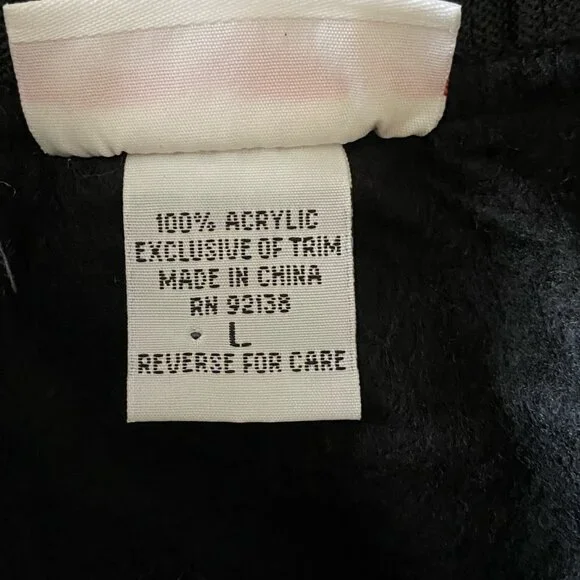 100% ACRYLIC
EXCLUSIVE OF TRIM
MADE IN CHINA
RN 92138
L
REVERSE FOR CARE